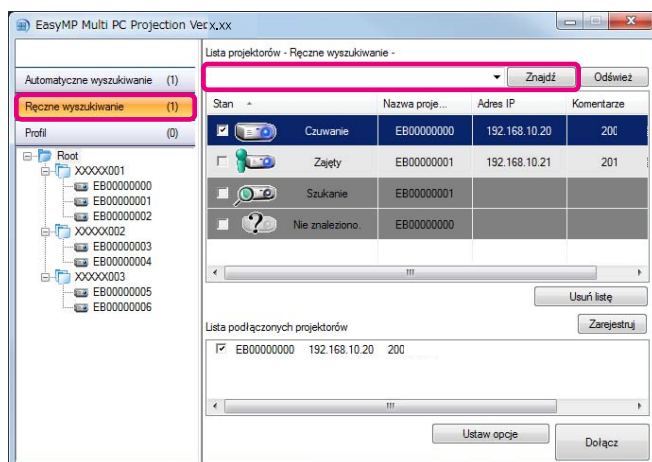 EasyMP Multi PC Projection Ver.x.xx
Lista projektorów - Ręczne wyszukiwanie -
Automatyczne wyszukiwanie (1)
Znajdź
Odśwież
Ręczne wyszukiwanie (1)
Stan Nazwa proje... Adres IP Komentarze
Profil (0)
Czuwanie EB00000000 192.168.10.20 200
Zajęty EB00000001 192.168.10.21 201
Szukanie EB00000001
Nie znaleziono. EB00000000
Root
XXXXX001
EB00000000
EB00000001
EB00000002
XXXXX002
EB00000003
EB00000004
XXXXX003
EB00000005
EB00000006
Usuń listę
Lista podłączonych projektorów
Zarejestruj
EB00000000 192.168.10.20 200
Ustaw opcje
Dołącz